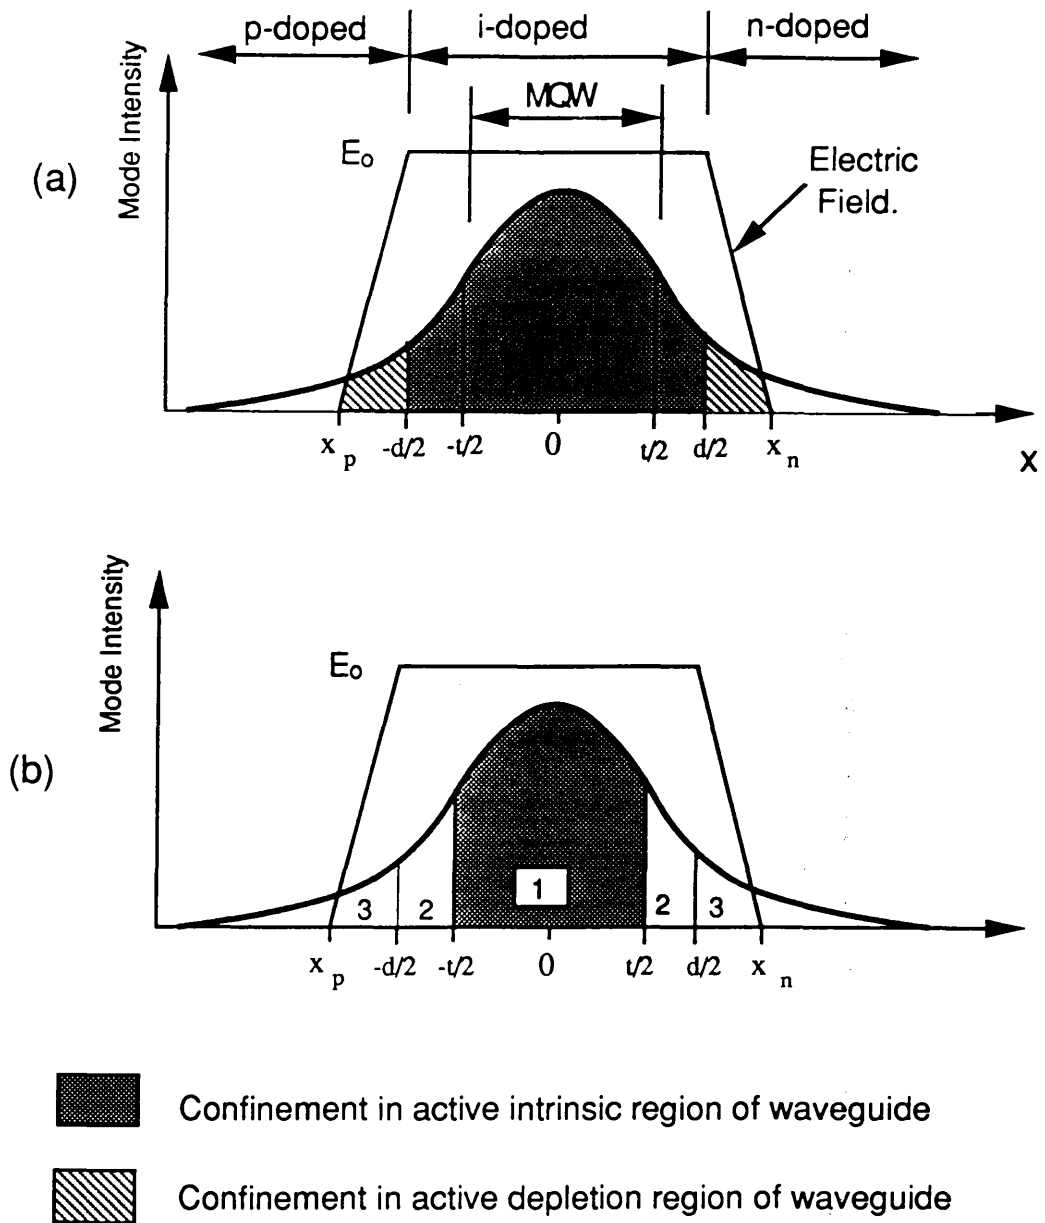 p-doped i-doped n-doped
MQW
Mode Intensity
(a)
Eo
Electric
Field.
x p -d/2 -t/2 0 t/2 d/2 x n
x
Mode Intensity
(b)
Eo
3 2 1 2 3
x p -d/2 -t/2 0 t/2 d/2 x n
Confinement in active intrinsic region of waveguide
Confinement in active depletion region of waveguide